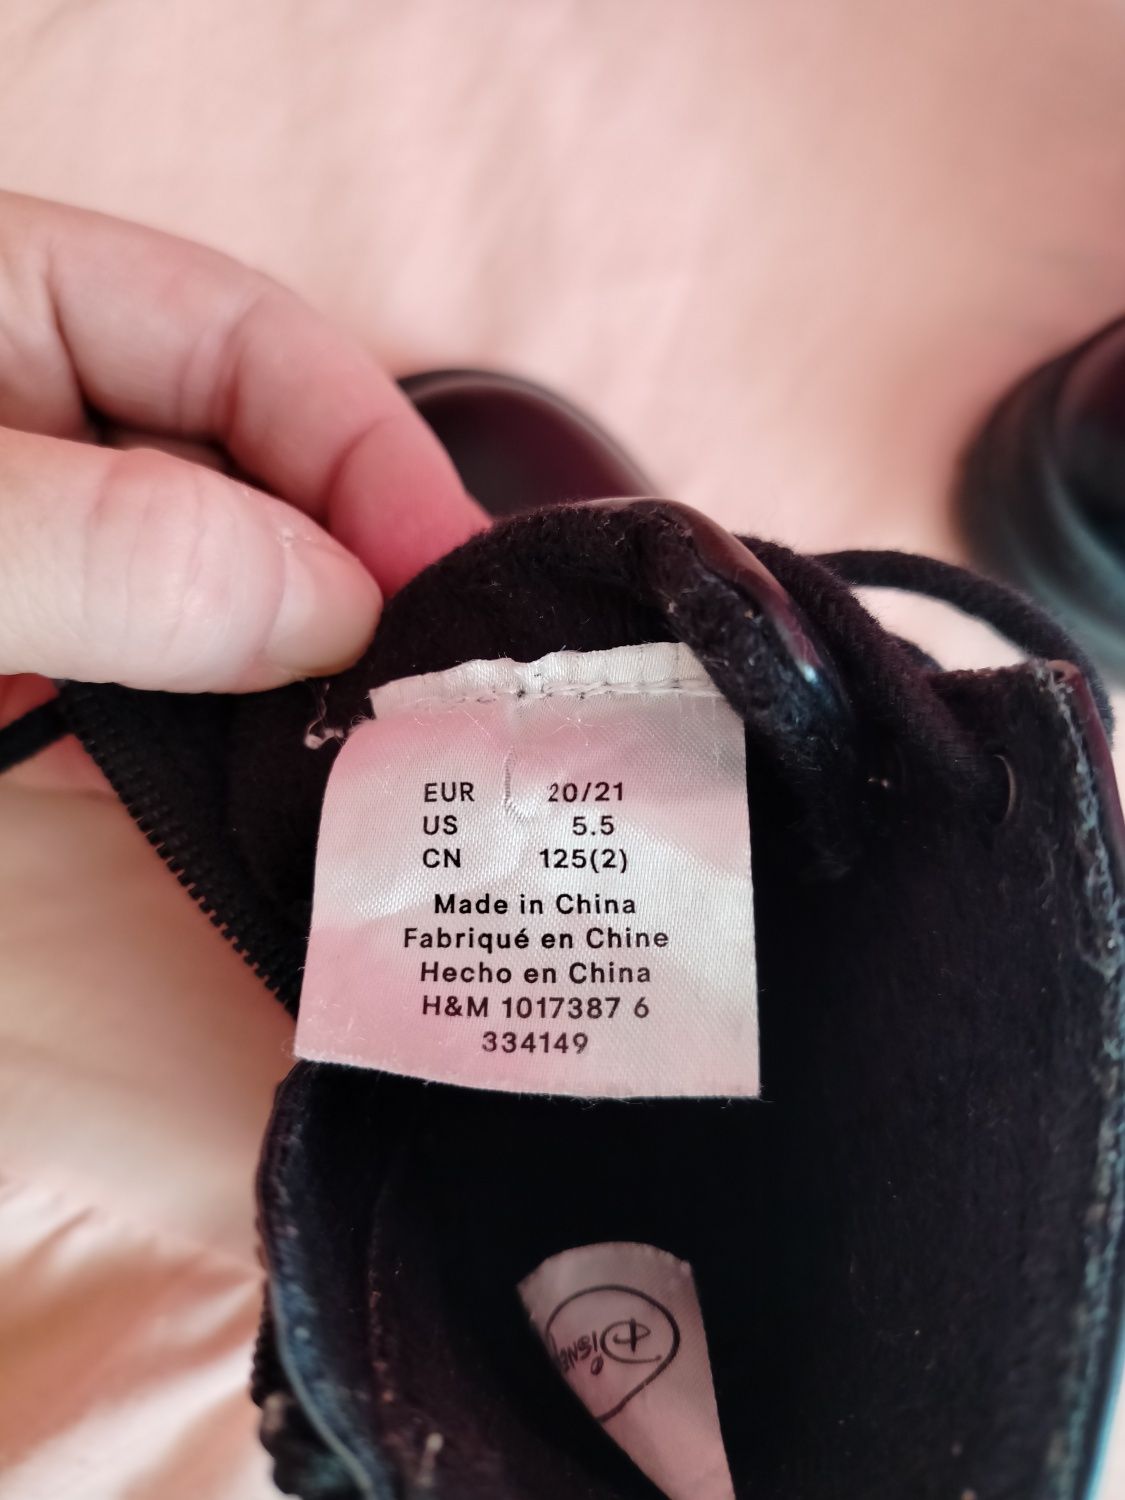 EUR 20/21
US 5.5
CN 125(2)
Made in China
Fabriqué en Chine
Hecho en China
H&M 1017387 6
334149